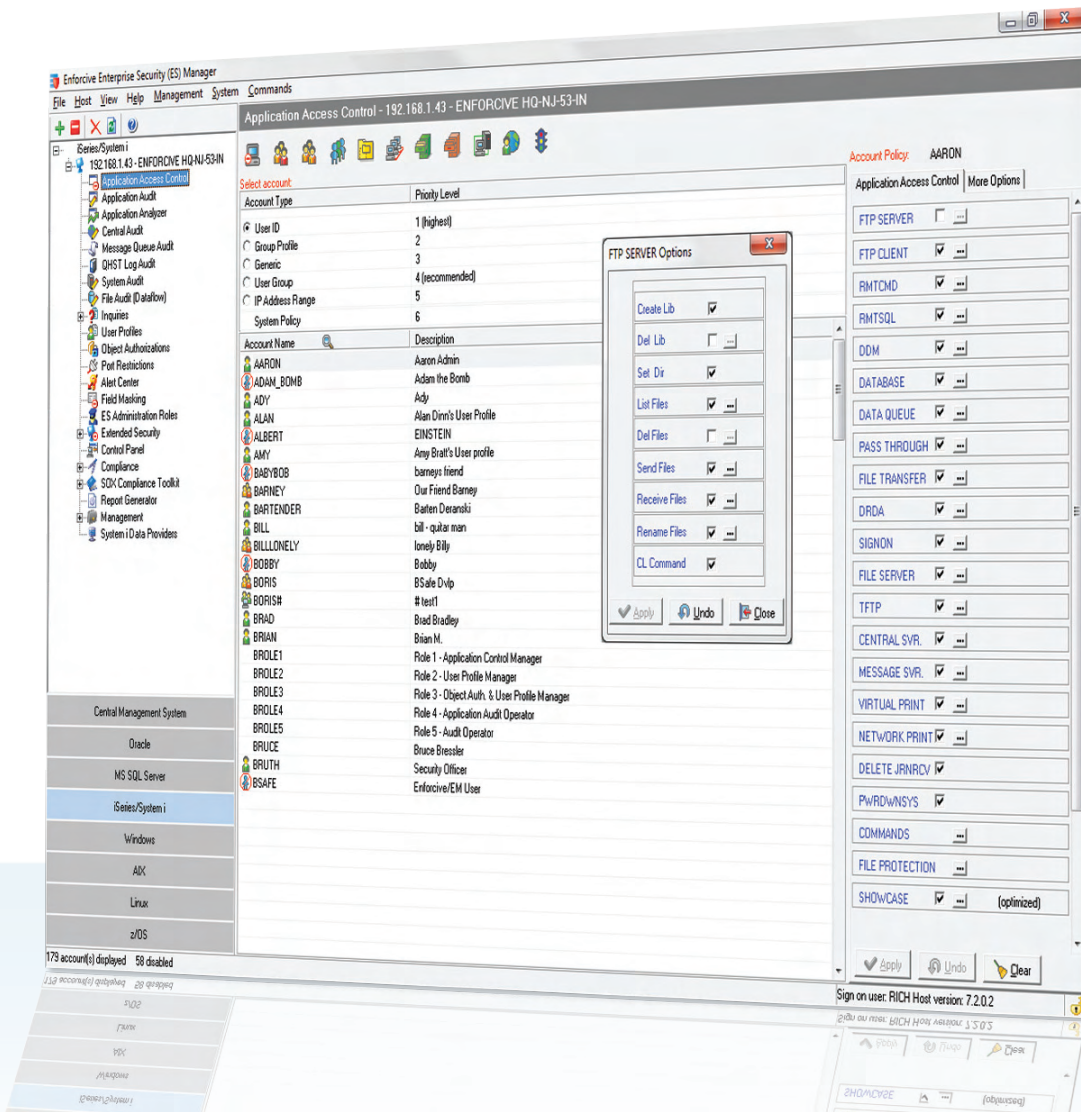 Enforcive Enterprise Security (ES) Manager
File Host View Help Management System Commands
Application Access Control - 192.168.1.43 - ENFORCIVE HQ-NJ-53-IN
iSeries/System i
192.168.1.43 - ENFORCIVE HQ-NJ-53-IN
Application Access Control
Application Audit
Application Analyzer
Central Audit
Message Queue Audit
QHST Log Audit
System Audit
File Audit (Dataflow)
Inquiries
User Profiles
Object Authorizations
Port Restrictions
Alert Center
Field Masking
ES Administration Roles
Extended Security
Control Panel
Compliance
SOX Compliance Toolkit
Report Generator
Management
System i Data Providers
Central Management System
Oracle
MS SQL Server
iSeries/System i
Windows
AIX
Linux
z/OS
179 account(s) displayed 58 disabled
Select account:
Account Type Priority Level
User ID 1 (highest)
Group Profile 2
Generic 3
User Group 4 (recommended)
IP Address Range 5
System Policy 6
Account Name Description
AARON Aaron Admin
ADAM_BOMB Adam the Bomb
ADY Ady
ALAN Alan Dinn's User Profile
ALBERT EINSTEIN
AMY Amy Bratt's User profile
BABYBOB barneys friend
BARNEY Our Friend Barney
BARTENDER Barten Deranski
BILL bill - quitar man
BILLLONELY lonely Billy
BOBBY Bobby
BORIS BSafe Dvlp
BORIS# # test1
BRAD Brad Bradley
BRIAN Brian M.
BROLE1 Role 1 - Application Control Manager
BROLE2 Role 2 - User Profile Manager
BROLE3 Role 3 - Object Auth. & User Profile Manager
BROLE4 Role 4 - Application Audit Operator
BROLE5 Role 5 - Audit Operator
BRUCE Bruce Bressler
BRUTH Security Officer
BSAFE Enforcive/EM User
FTP SERVER Options
Create Lib
Del Lib
Set Dir
List Files
Del Files
Send Files
Receive Files
Rename Files
CL Command
Apply Undo Close
Account Policy: AARON
Application Access Control More Options
FTP SERVER
FTP CLIENT
RMTCMD
RMTSQL
DDM
DATABASE
DATA QUEUE
PASS THROUGH
FILE TRANSFER
DRDA
SIGNON
FILE SERVER
TFTP
CENTRAL SVR.
MESSAGE SVR.
VIRTUAL PRINT
NETWORK PRINT
DELETE JRNRCV
PWRDWNSYS
COMMANDS
FILE PROTECTION
SHOWCASE (optimized)
Apply Undo Clear
Sign on user: RICH Host version: 7.2.0.2